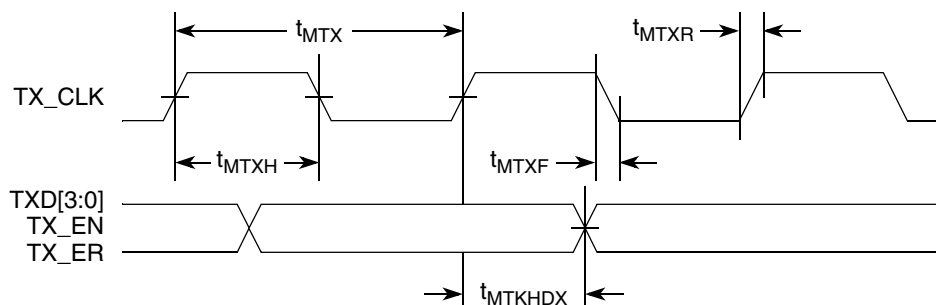 tMTX
tMTXR
TX_CLK
tMTXH
tMTXF
TXD[3:0]
TX_EN
TX_ER
tMTKHDX